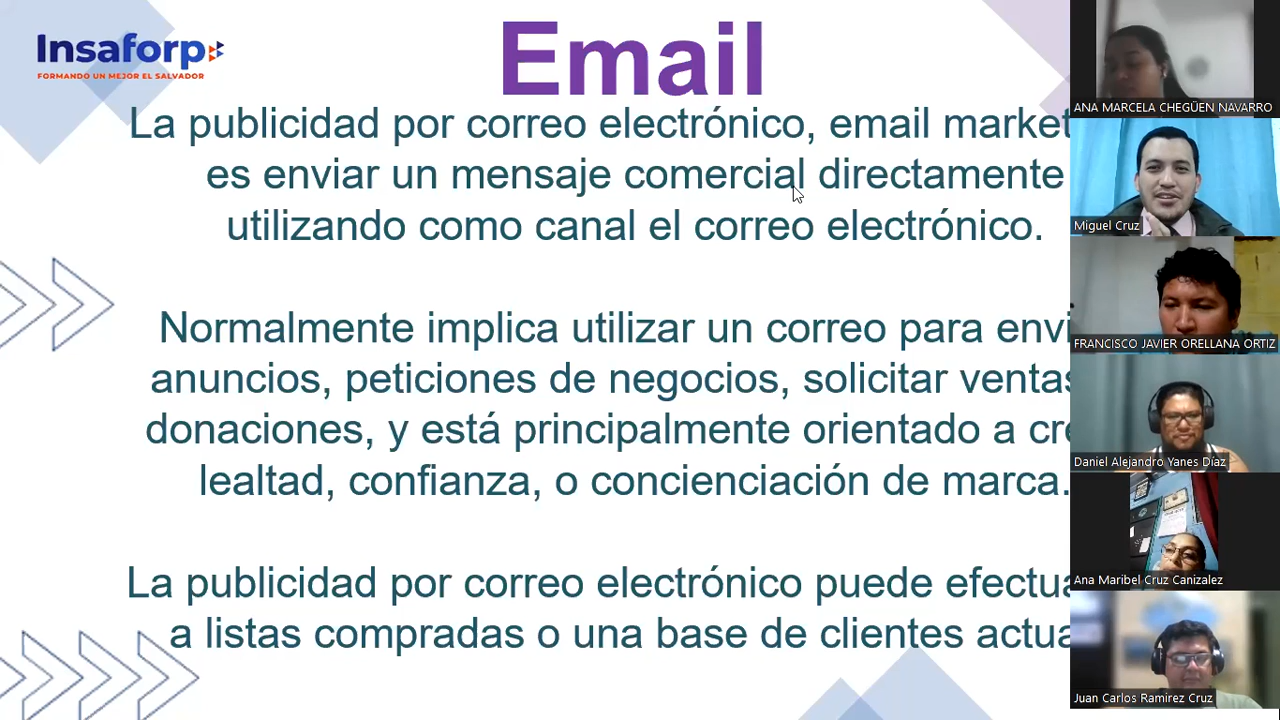 Insaforp
FORMANDO UN MEJOR EL SALVADOR
Email
La publicidad por correo electrónico, email market
es enviar un mensaje comercial directamente
utilizando como canal el correo electrónico.
Normalmente implica utilizar un correo para envi
anuncios, peticiones de negocios, solicitar ventas
donaciones, y está principalmente orientado a cre
lealtad, confianza, o concienciación de marca.
La publicidad por correo electrónico puede efectua
a listas compradas o una base de clientes actua
ANA MARCELA CHEGÜEN NAVARRO
Miguel Cruz
FRANCISCO JAVIER ORELLANA ORTIZ
Daniel Alejandro Yanes Díaz
Ana Maribel Cruz Canizalez
Juan Carlos Ramírez Cruz